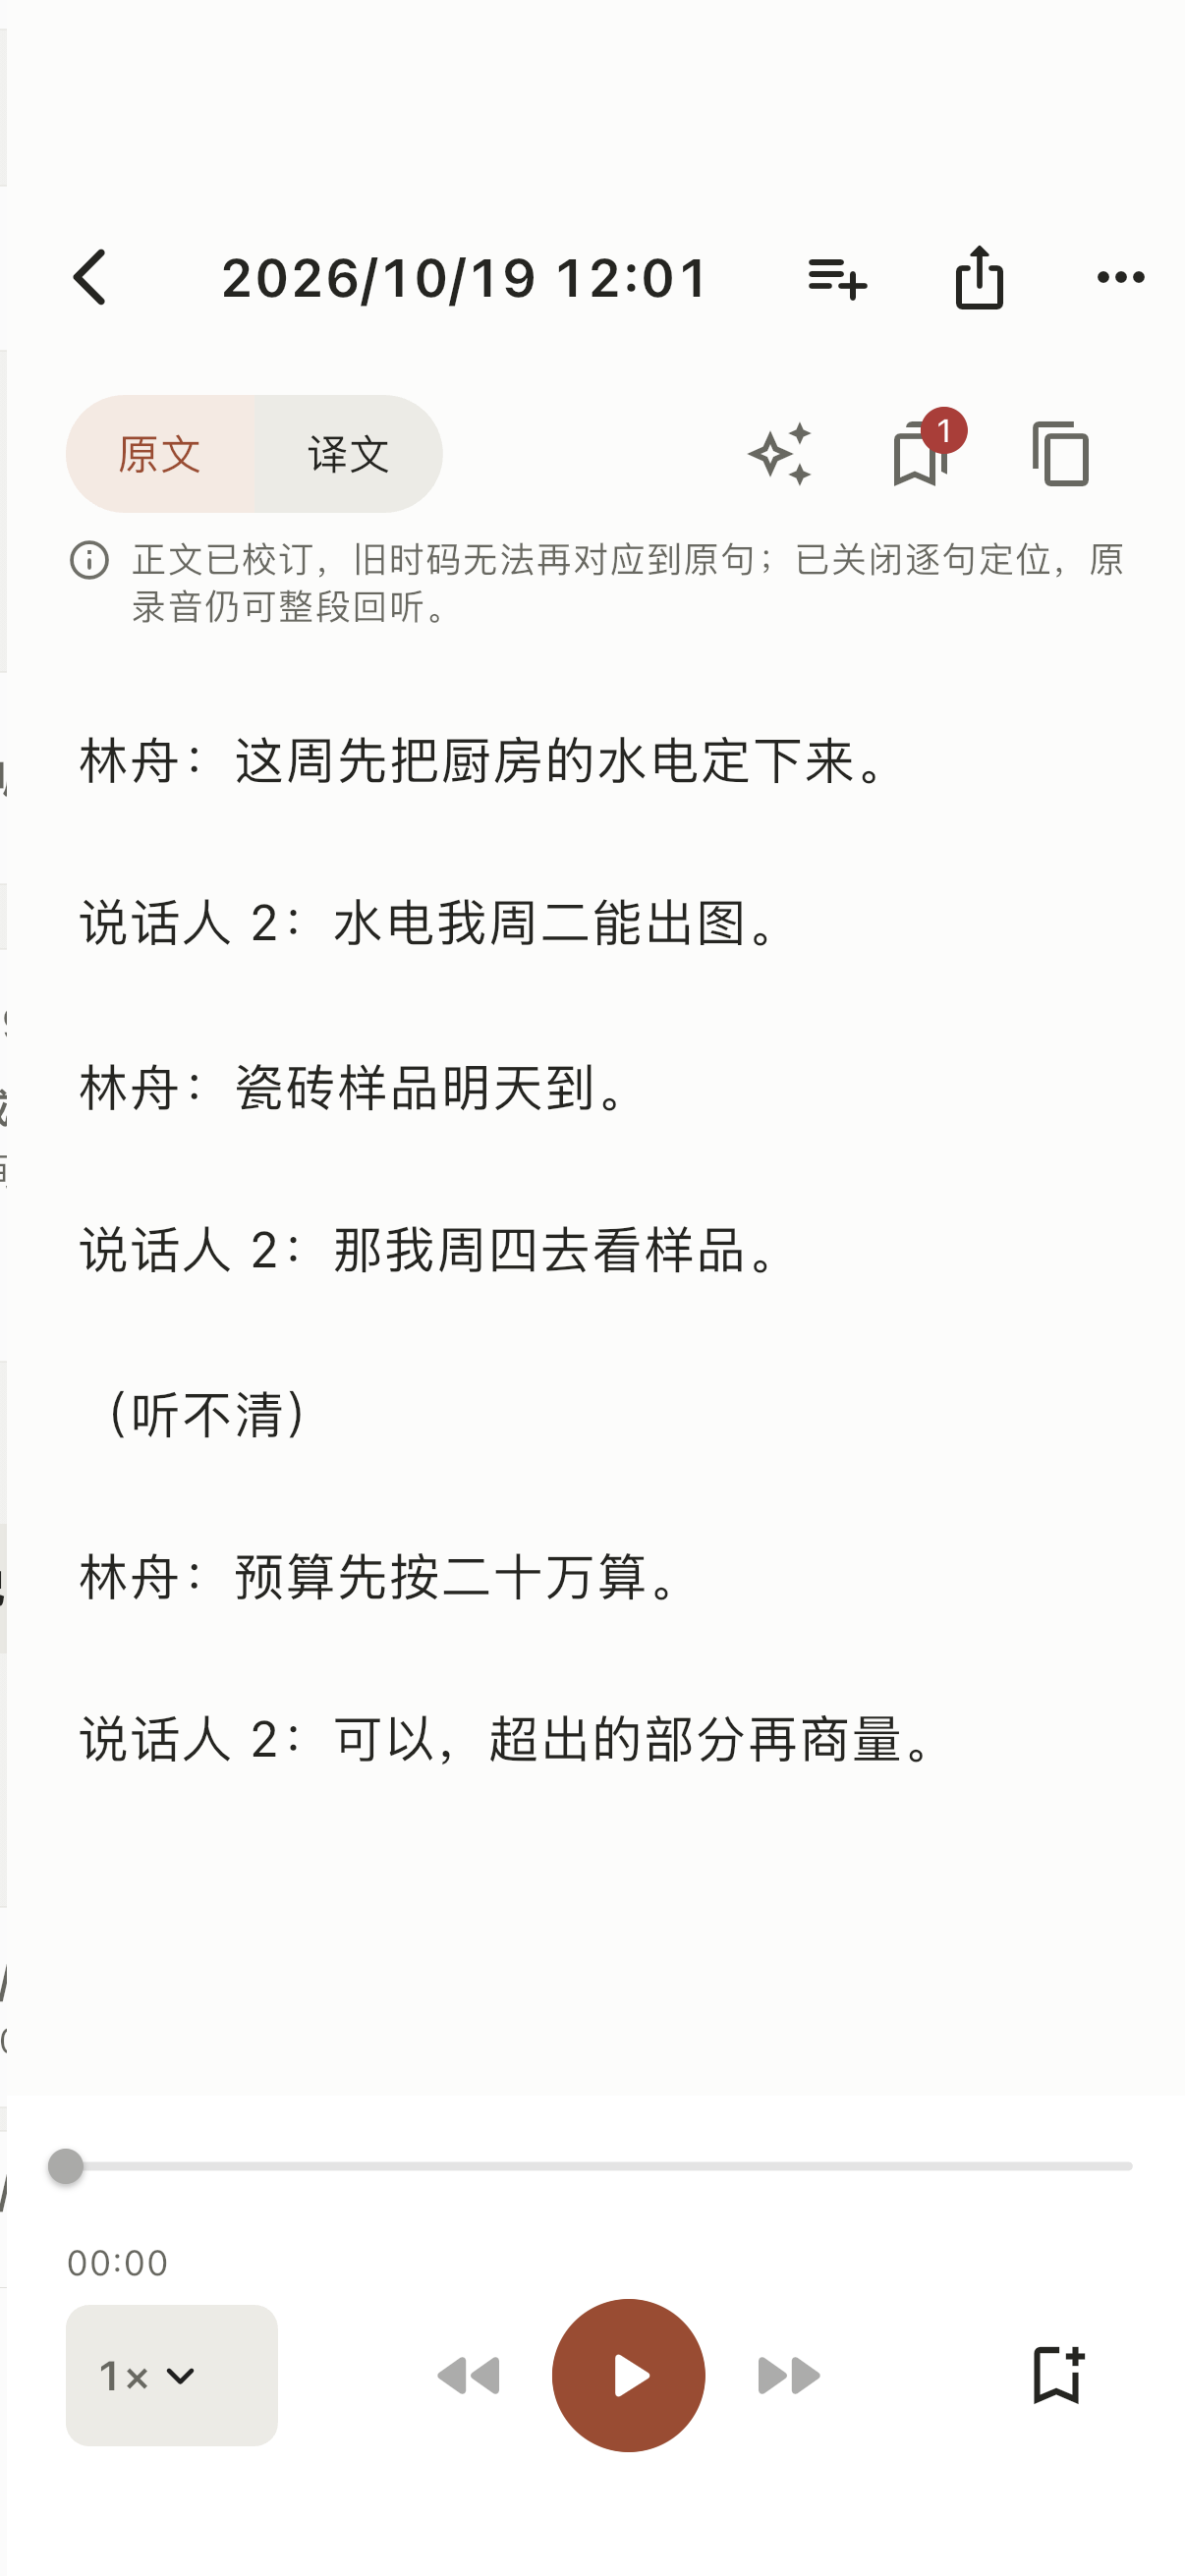 2026/10/19 12:01
原文 译文
1
正文已校订，旧时码无法再对应到原句；已关闭逐句定位，原
录音仍可整段回听。
林舟：这周先把厨房的水电定下来。
说话人 2：水电我周二能出图。
林舟：瓷砖样品明天到。
说话人 2：那我周四去看样品。
（听不清）
林舟：预算先按二十万算。
说话人 2：可以，超出的部分再商量。
00:00
1×